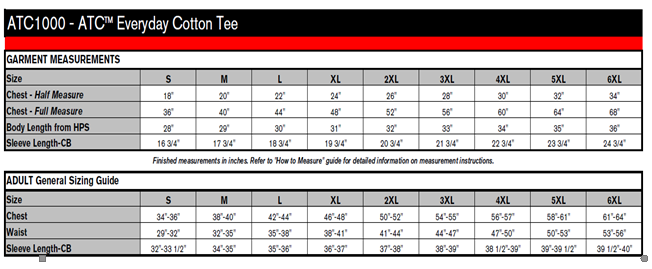 ATC1000 - ATC™ Everyday Cotton Tee
GARMENT MEASUREMENTS
Size S M L XL 2XL 3XL 4XL 5XL 6XL
Chest - Half Measure 18" 20" 22" 24" 26" 28" 30" 32" 34"
Chest - Full Measure 36" 40" 44" 48" 52" 56" 60" 64" 68"
Body Length from HPS 28" 29" 30" 31" 32" 33" 34" 35" 36"
Sleeve Length-CB 16 3/4" 17 3/4" 18 3/4" 19 3/4" 20 3/4" 21 3/4" 22 3/4" 23 3/4" 24 3/4"
Finished measurements in inches. Refer to "How to Measure" guide for detailed information on measurement instructions.
ADULT General Sizing Guide
Size S M L XL 2XL 3XL 4XL 5XL 6XL
Chest 34"-36" 38"-40" 42"-44" 46"-48" 50"-52" 54"-55" 56"-57" 58"-61" 61"-64"
Waist 29"-32" 32"-35" 35"-38" 38"-41" 41"-44" 44"-47" 47"-50" 50"-53" 53"-56"
Sleeve Length-CB 32"-33 1/2" 34"-35" 35"-36" 36"-37" 37"-38" 38"-39" 38 1/2"-39" 39"-39 1/2" 39 1/2"-40"